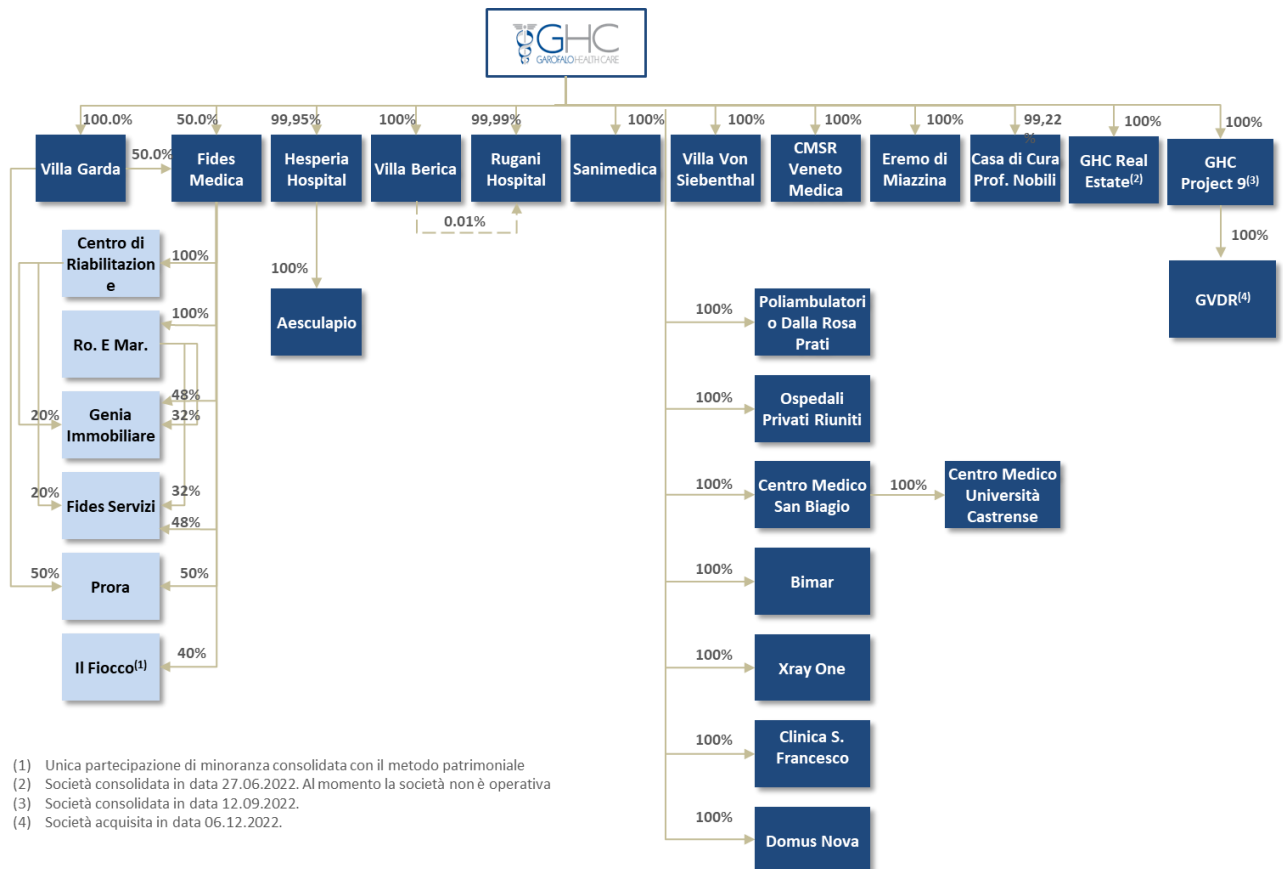 GHC
GAROFALO HEALTH CARE
100.0%
50.0%
99,95%
100%
99,99%
100%
100%
100%
99,22
%
100%
100%
Villa Garda
50.0%
Fides
Medica
Hesperia
Hospital
Villa Berica
Rugani
Hospital
Sanimedica
Villa Von
Siebenthal
CMSR
Veneto
Medica
Eremo di
Miazzina
Casa di Cura
Prof. Nobili
GHC Real
Estate(2)
GHC
Project 9(3)
0.01%
100%
GVDR(4)
Centro di
Riabilitazion
e
100%
100%
Aesculapio
Ro. E Mar.
100%
20%
Genia
Immobiliare
48%
32%
20%
Fides Servizi
32%
48%
50%
Prora
50%
Il Fiocco(1)
40%
100%
Poliambulatori
o Dalla Rosa
Prati
100%
Ospedali
Privati Riuniti
100%
Centro Medico
San Biagio
100%
Centro Medico
Università
Castrense
100%
Bimar
100%
Xray One
100%
Clinica S.
Francesco
100%
Domus Nova
(1) Unica partecipazione di minoranza consolidata con il metodo patrimoniale
(2) Società consolidata in data 27.06.2022. Al momento la società non è operativa
(3) Società consolidata in data 12.09.2022.
(4) Società acquisita in data 06.12.2022.